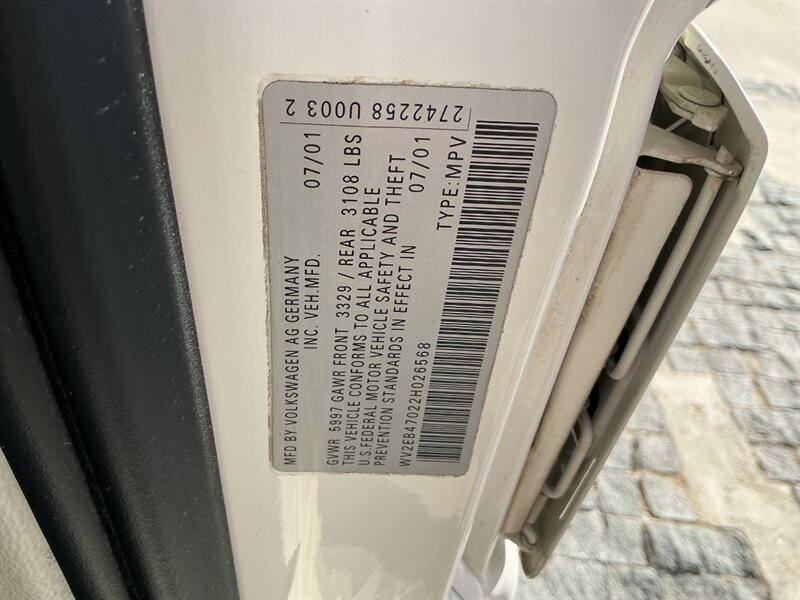 MFD BY VOLKSWAGEN AG GERMANY
INC. VEH.MFD. 07/01 2742258 U003 2
GVWR 5997 GAWR FRONT 3329 / REAR 3108 LBS
THIS VEHICLE CONFORMS TO ALL APPLICABLE
U.S.FEDERAL MOTOR VEHICLE SAFETY AND THEFT
PREVENTION STANDARDS IN EFFECT IN 07/01
WV2EB47022H026568 TYPE:MPV